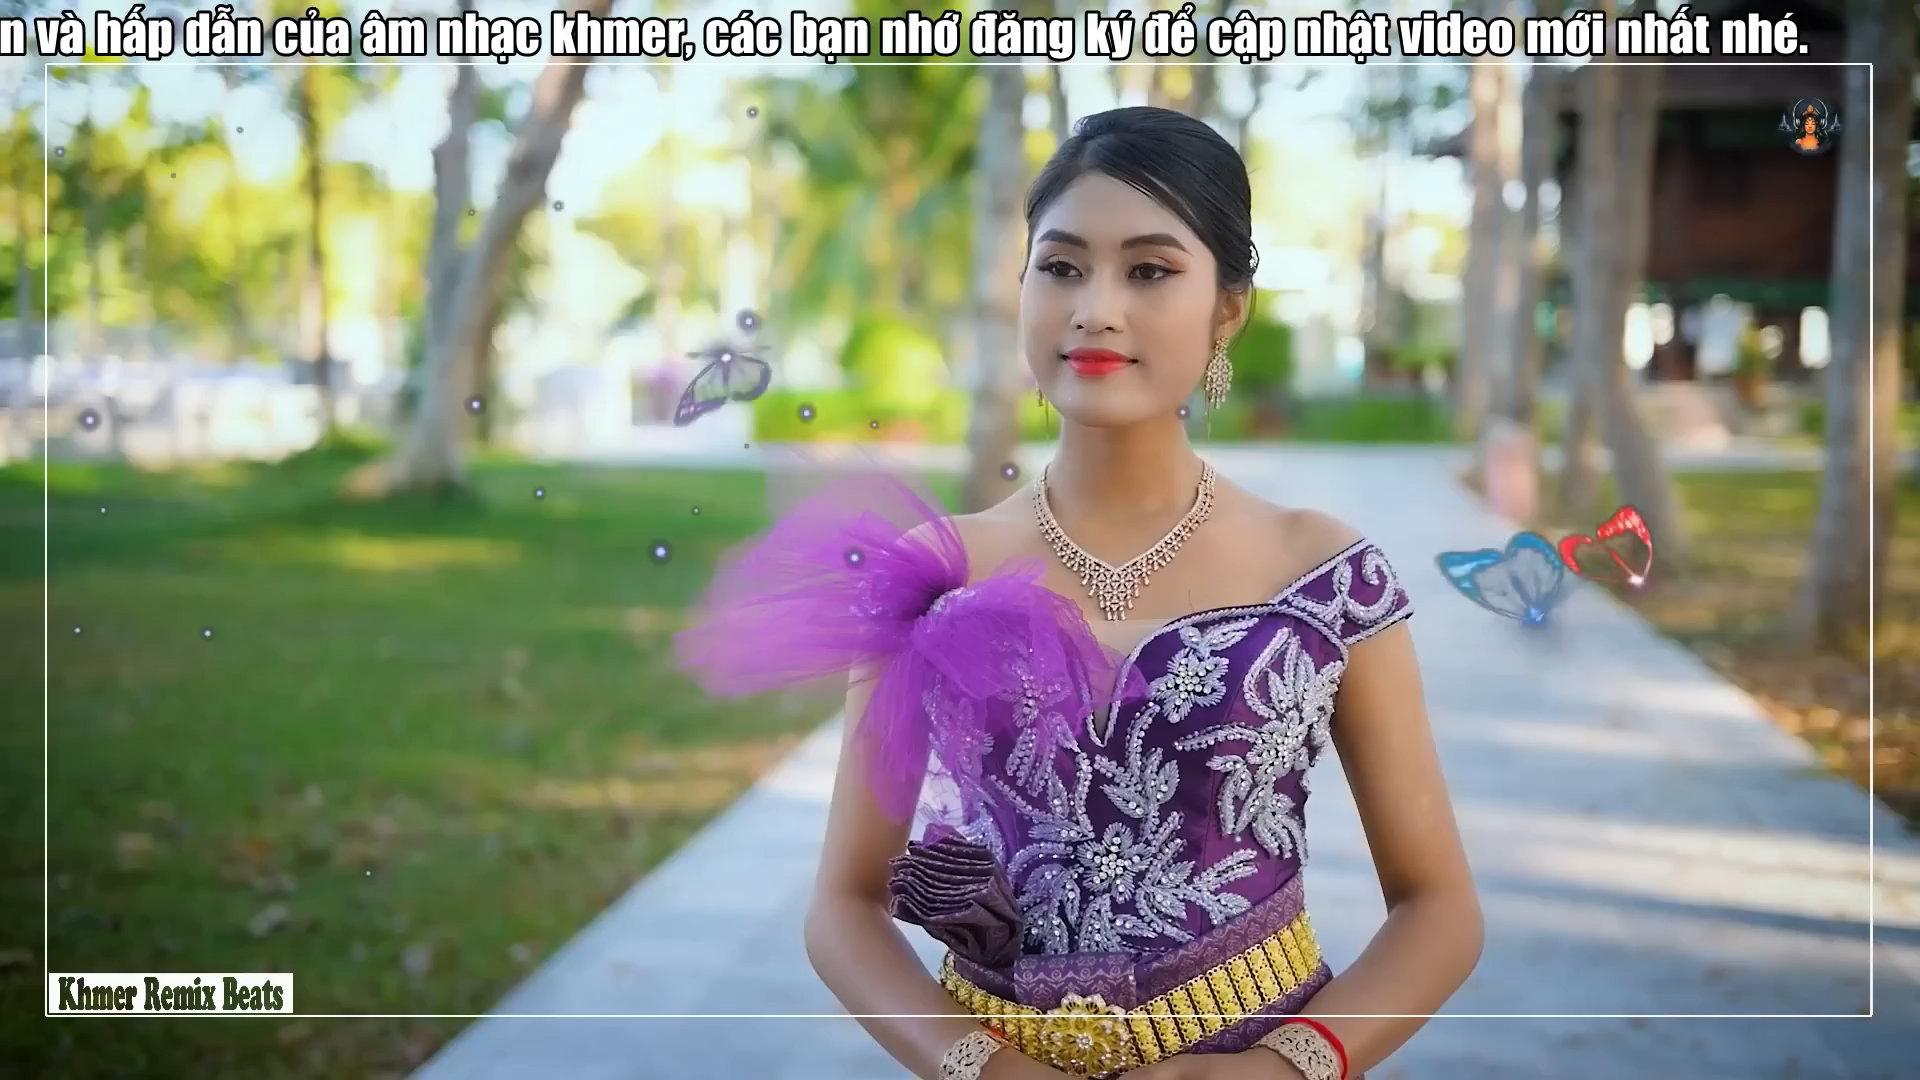 n và hấp dẫn của âm nhạc khmer, các bạn nhớ đăng ký để cập nhật video mới nhất nhé.
Khmer Remix Beats